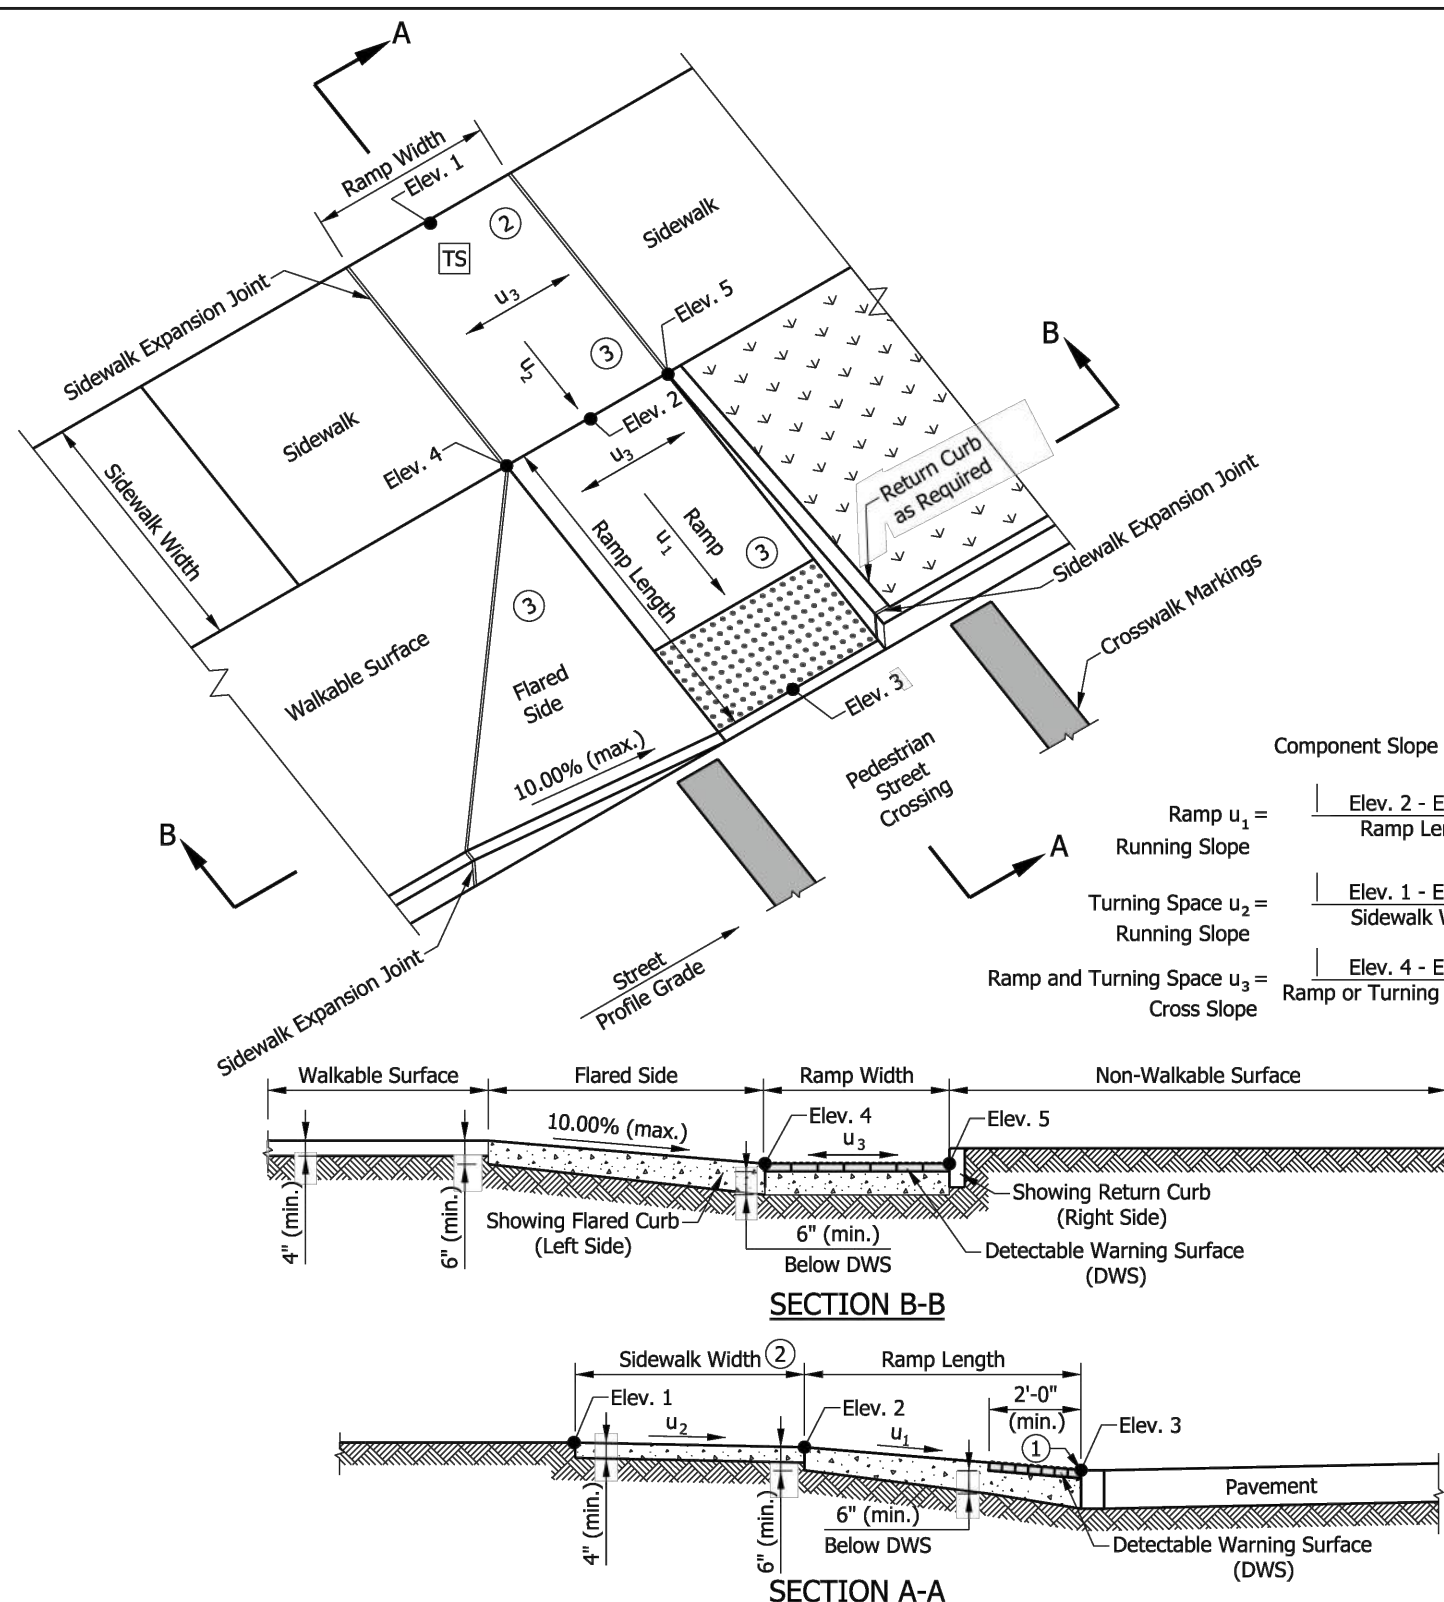 A
Ramp Width
Elev. 1
2
TS
Sidewalk
u3
Elev. 5
Sidewalk Expansion Joint
3
u2
B
Elev. 2
Sidewalk
Elev. 4
u3
Return Curb
as Required
Sidewalk Width
Ramp
u1
3
Ramp Length
Sidewalk Expansion Joint
3
Crosswalk Markings
Walkable Surface
Flared
Side
Elev. 3
10.00% (max.)
Pedestrian
Street
Crossing
Component Slope
Ramp u1 =
Running Slope
Elev. 2 - E
Ramp Le
B
A
Turning Space u2 =
Running Slope
Elev. 1 - E
Sidewalk
Street
Profile Grade
Ramp and Turning Space u3 =
Cross Slope
Elev. 4 - E
Ramp or Turning
Sidewalk Expansion Joint
Walkable Surface
Flared Side
Ramp Width
Non-Walkable Surface
10.00% (max.)
Elev. 4
u3
Elev. 5
4" (min.)
6" (min.)
Showing Flared Curb
(Left Side)
6" (min.)
Below DWS
Showing Return Curb
(Right Side)
Detectable Warning Surface
(DWS)
SECTION B-B
Sidewalk Width 2
Ramp Length
Elev. 1
u2
Elev. 2
u1
2'-0"
(min.)
1
Elev. 3
4" (min.)
6" (min.)
6" (min.)
Below DWS
Pavement
Detectable Warning Surface
(DWS)
SECTION A-A